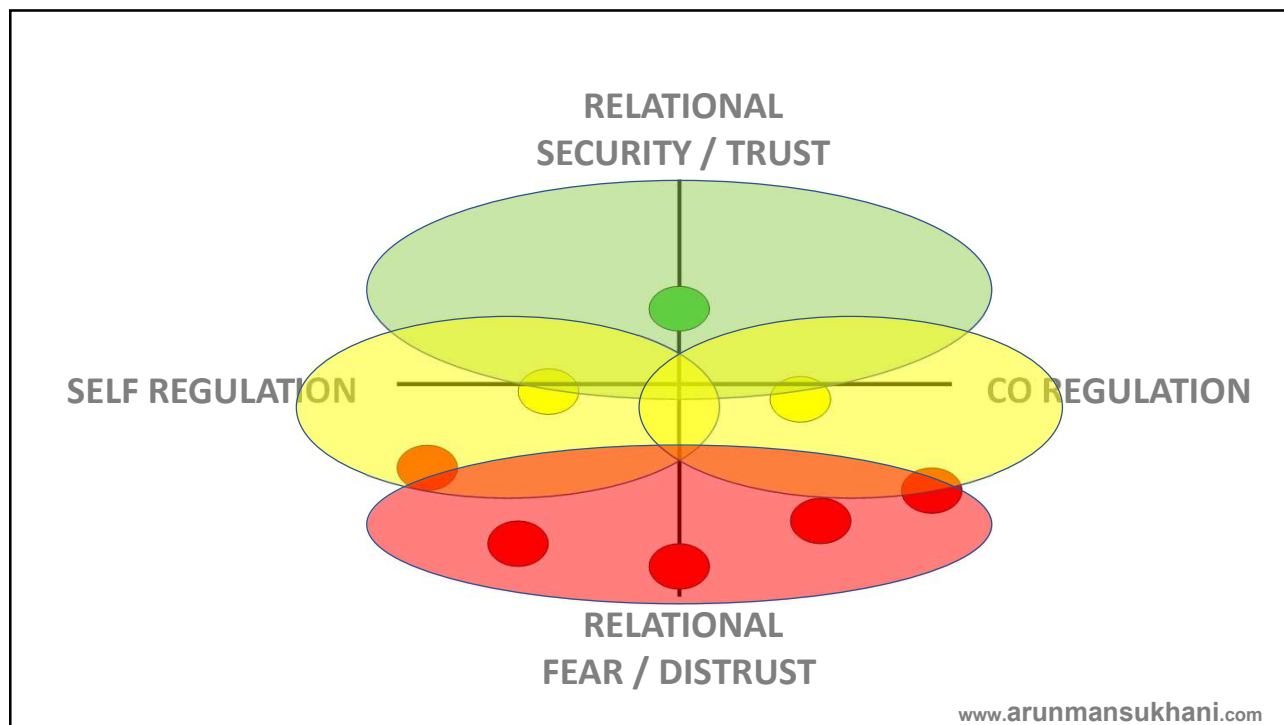 RELATIONAL
SECURITY / TRUST
SELF REGULATION
CO REGULATION
RELATIONAL
FEAR / DISTRUST
www.arunmansukhani.com